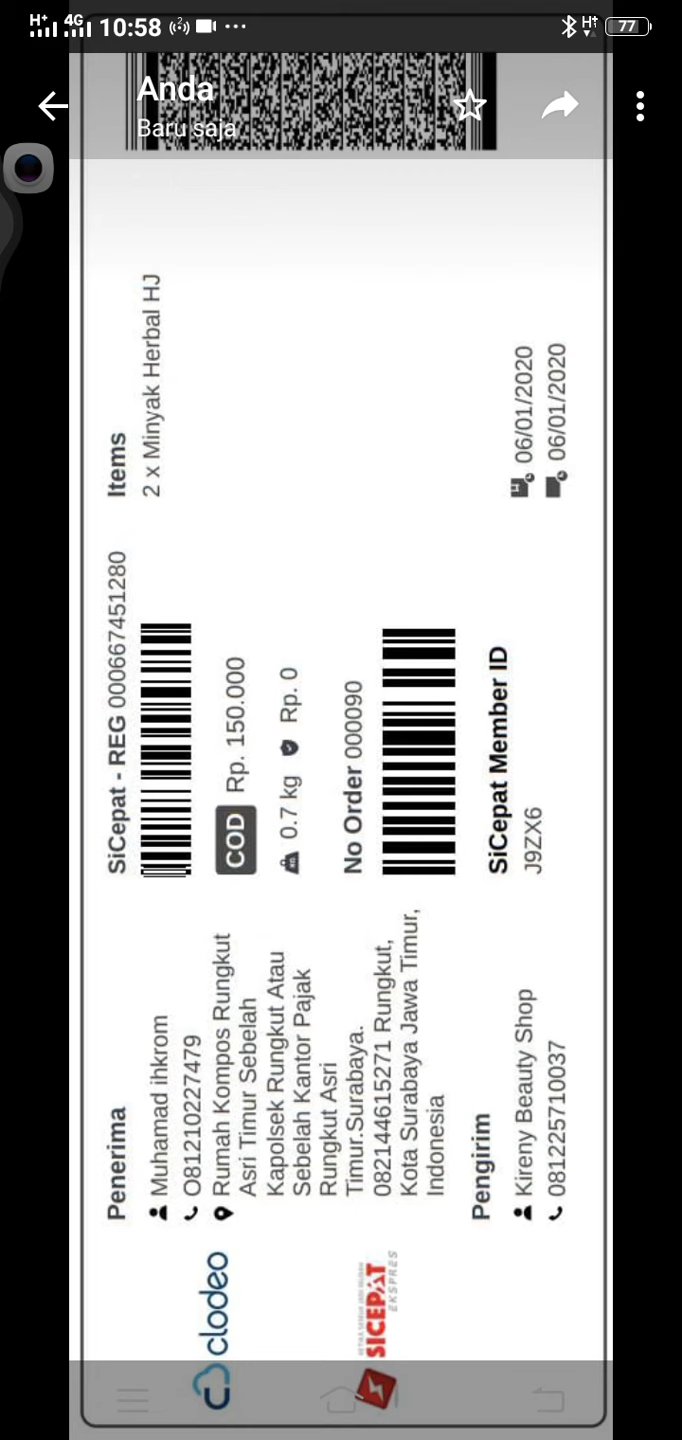 10:58
H+
4G
2
...
H+
77
Anda
Baru saja
clodeo
SICEPAT
EKSPRES
Penerima
Muhamad ihkrom
O81210227479
Rumah Kompos Rungkut
Asri Timur Sebelah
Kapolsek Rungkut Atau
Sebelah Kantor Pajak
Rungkut Asri
Timur.Surabaya.
082144615271 Rungkut,
Kota Surabaya Jawa Timur,
Indonesia
Pengirim
Kireny Beauty Shop
081225710037
SiCepat - REG 000667451280
COD Rp. 150.000
0.7 kg Rp. 0
No Order 000090
SiCepat Member ID
J9ZX6
Items
2 x Minyak Herbal HJ
06/01/2020
06/01/2020